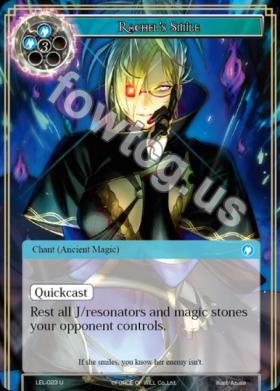 Rachel's Smile
3
fowtcg.us
Chant (Ancient Magic)
Quickcast
Rest all J/resonators and magic stones
your opponent controls.
If she smiles, you know her enemy isn't.
LEL-023 U
©FORCE OF WILL Co.,Ltd.